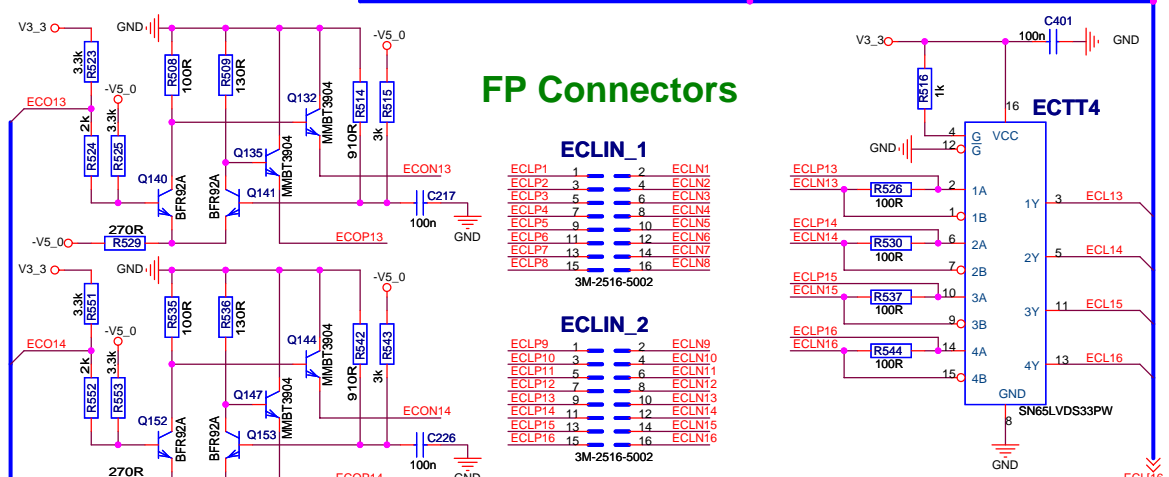 V3_3
GND
-V5_0
R523
3.3k
R508
100R
R509
130R
Q132
MMBT3904
R514
910R
R515
3k
ECO13
-V5_0
2k
R524
3.3k
R525
Q135
MMBT3904
ECON13
Q140
BFR92A
BFR92A
Q141
C217
100n
GND
270R
-V5_0
R529
ECOP13
V3_3
GND
-V5_0
R551
3.3k
R535
100R
R536
130R
Q144
MMBT3904
R542
910R
R543
3k
ECO14
-V5_0
2k
R552
3.3k
R553
Q147
MMBT3904
ECON14
Q152
BFR92A
BFR92A
Q153
C226
100n
GND
270R
ECOP14
FP Connectors
ECLIN_1
ECLP1 1 2 ECLN1
ECLP2 3 4 ECLN2
ECLP3 5 6 ECLN3
ECLP4 7 8 ECLN4
ECLP5 9 10 ECLN5
ECLP6 11 12 ECLN6
ECLP7 13 14 ECLN7
ECLP8 15 16 ECLN8
3M-2516-5002
ECLIN_2
ECLP9 1 2 ECLN9
ECLP10 3 4 ECLN10
ECLP11 5 6 ECLN11
ECLP12 7 8 ECLN12
ECLP13 9 10 ECLN13
ECLP14 11 12 ECLN14
ECLP15 13 14 ECLN15
ECLP16 15 16 ECLN16
3M-2516-5002
C401
V3_3
100n
GND
R516
1k
16
ECTT4
VCC
4 G
GND
12 G
ECLP13
ECLN13
R526
100R
2 1A
1 1B
1Y 3 ECL13
ECLP14
ECLN14
R530
100R
6 2A
7 2B
2Y 5 ECL14
ECLP15
ECLN15
R537
100R
10 3A
9 3B
3Y 11 ECL15
ECLP16
ECLN16
R544
100R
14 4A
15 4B
4Y 13 ECL16
GND
SN65LVDS33PW
8
GND